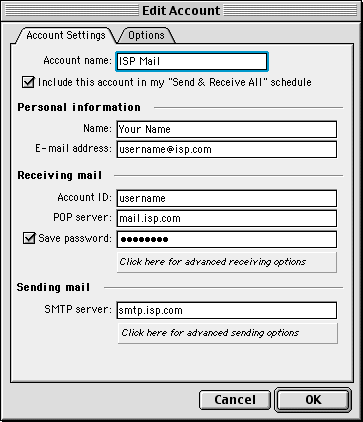 Edit Account
Account Settings Options
Account name: ISP Mail
Include this account in my "Send & Receive All" schedule
Personal information
Name: Your Name
E-mail address: username@isp.com
Receiving mail
Account ID: username
POP server: mail.isp.com
Save password: ●●●●●●●●
Click here for advanced receiving options
Sending mail
SMTP server: smtp.isp.com
Click here for advanced sending options
Cancel OK